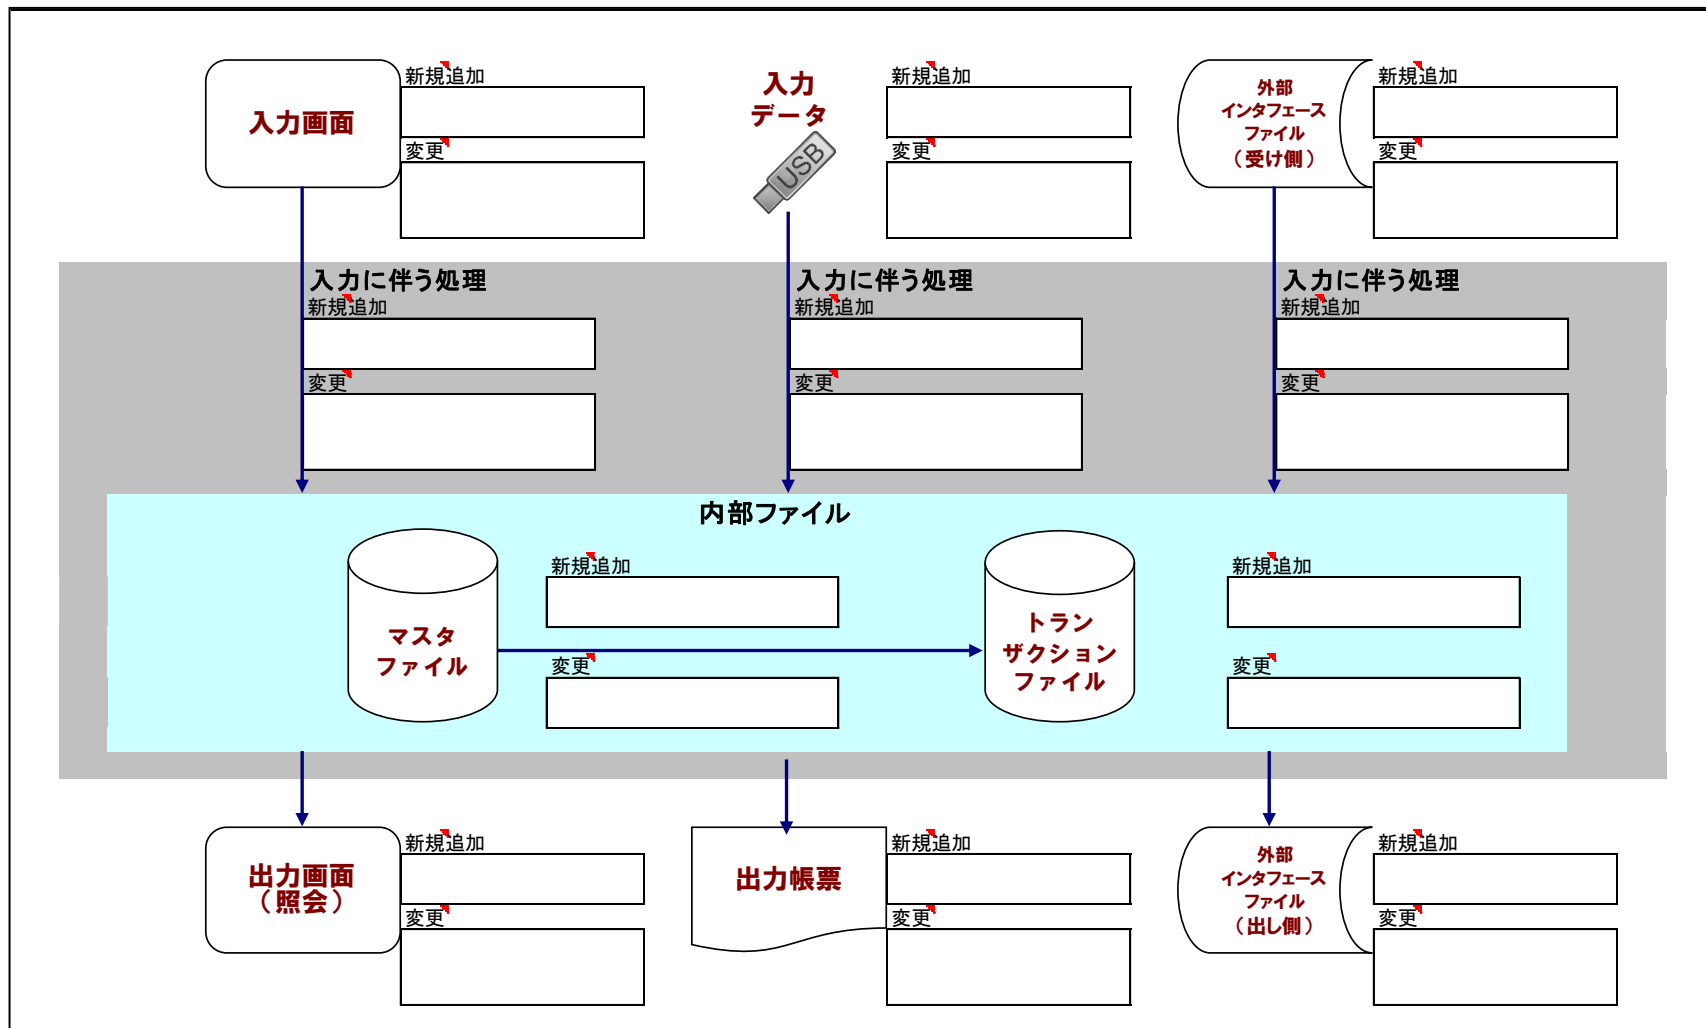 入力画面
新規追加
変更
入力
データ
USB
新規追加
変更
外部
インタフェース
ファイル
（受け側）
新規追加
変更
入力に伴う処理
新規追加
変更
入力に伴う処理
新規追加
変更
入力に伴う処理
新規追加
変更
内部ファイル
マスタ
ファイル
新規追加
変更
トラン
ザクション
ファイル
新規追加
変更
出力画面
（照会）
新規追加
変更
出力帳票
新規追加
変更
外部
インタフェース
ファイル
（出し側）
新規追加
変更